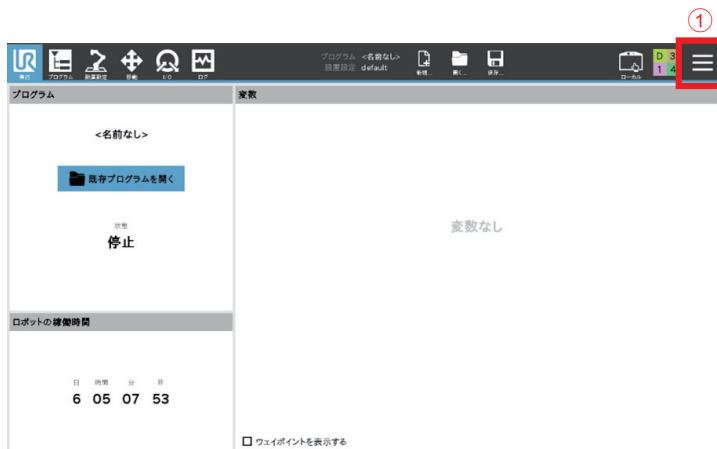 ①
プログラム <名前なし>
設置設定 default
D 3
1 4
実行 プログラム 設置設定 移動 I/O ログ
新規... 開く... 保存...
ローカル
プログラム
変数
<名前なし>
既存プログラムを開く
状態
停止
変数なし
ロボットの稼働時間
日 時間 分 秒
6 05 07 53
ウェイポイントを表示する